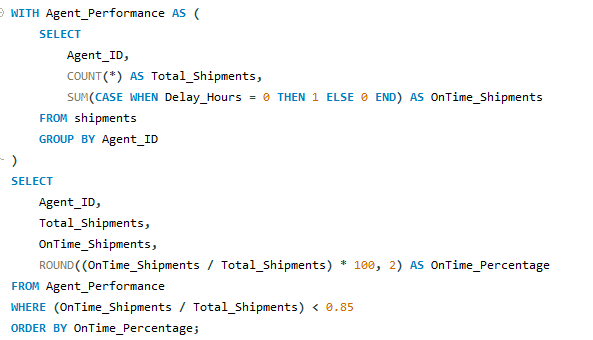 WITH Agent_Performance AS (
    SELECT
        Agent_ID,
        COUNT(*) AS Total_Shipments,
        SUM(CASE WHEN Delay_Hours = 0 THEN 1 ELSE 0 END) AS OnTime_Shipments
    FROM shipments
    GROUP BY Agent_ID
)
SELECT
    Agent_ID,
    Total_Shipments,
    OnTime_Shipments,
    ROUND((OnTime_Shipments / Total_Shipments) * 100, 2) AS OnTime_Percentage
FROM Agent_Performance
WHERE (OnTime_Shipments / Total_Shipments) < 0.85
ORDER BY OnTime_Percentage;